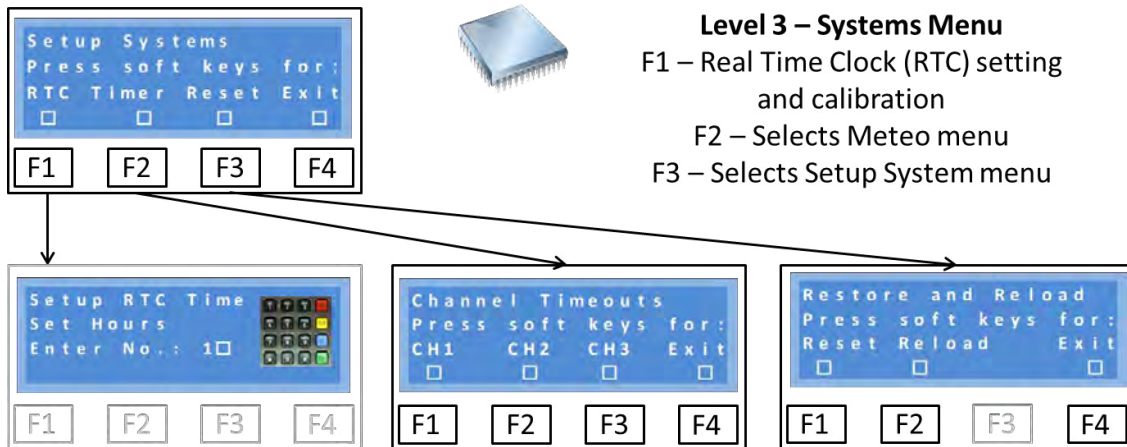 Setup Systems
Press soft keys for:
RTC Timer Reset Exit
F1 F2 F3 F4
Level 3 – Systems Menu
F1 – Real Time Clock (RTC) setting
and calibration
F2 – Selects Meteo menu
F3 – Selects Setup System menu
Setup RTC Time
Set Hours
Enter No.: 1
F1 F2 F3 F4
Channel Timeouts
Press soft keys for:
CH1 CH2 CH3 Exit
F1 F2 F3 F4
Restore and Reload
Press soft keys for:
Reset Reload Exit
F1 F2 F3 F4